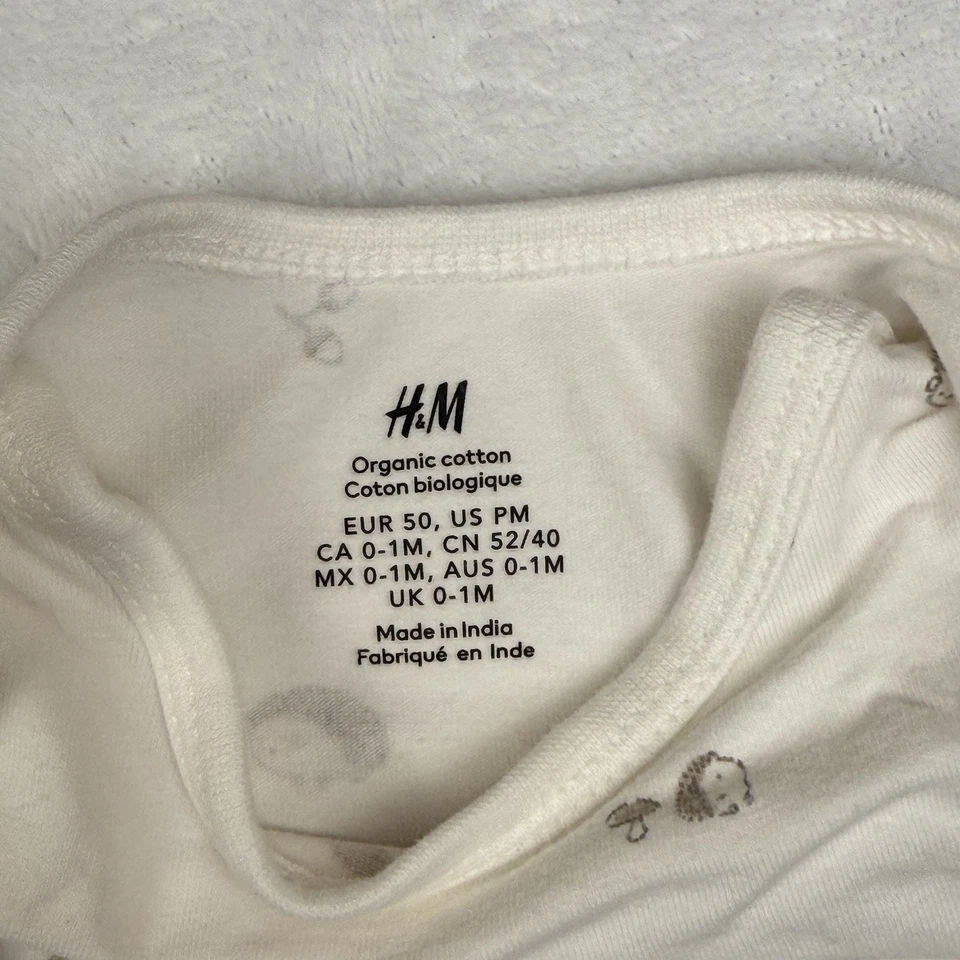 H&M
Organic cotton
Coton biologique
EUR 50, US PM
CA 0-1M, CN 52/40
MX 0-1M, AUS 0-1M
UK 0-1M
Made in India
Fabriqué en Inde